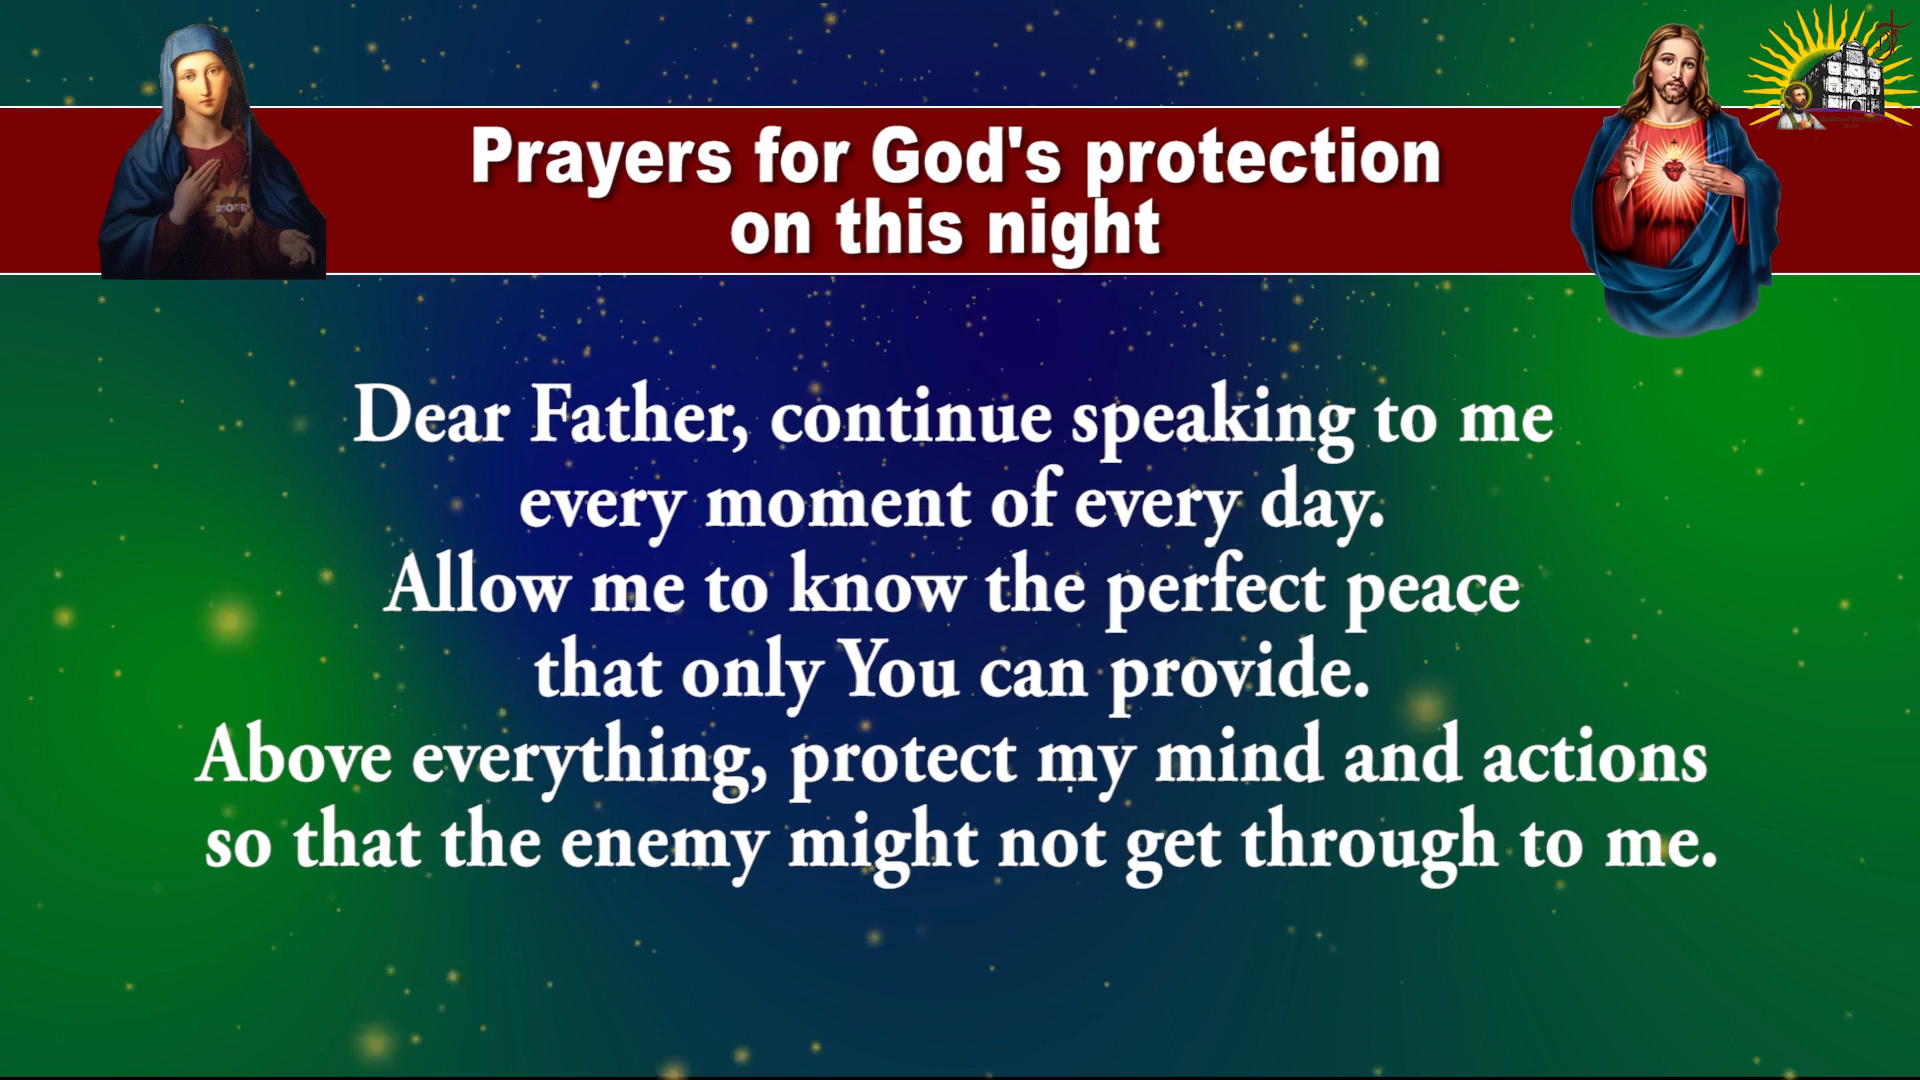 Prayers for God's protection
on this night
Dear Father, continue speaking to me
every moment of every day.
Allow me to know the perfect peace
that only You can provide.
Above everything, protect my mind and actions
so that the enemy might not get through to me.